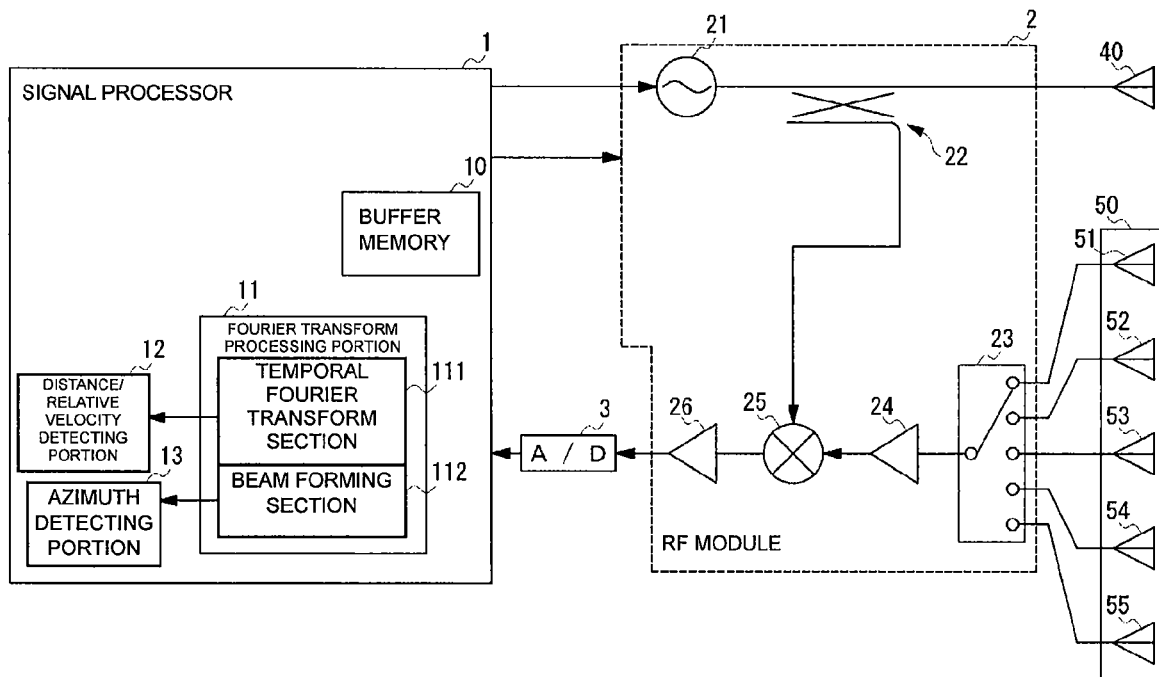 21
2
40
1
SIGNAL PROCESSOR
22
10
BUFFER
MEMORY
50
51
11
FOURIER TRANSFORM
PROCESSING PORTION
52
12
23
DISTANCE/
RELATIVE
VELOCITY
DETECTING
PORTION
TEMPORAL
FOURIER
TRANSFORM
SECTION
111
3
A / D
26
25
24
53
13
AZIMUTH
DETECTING
PORTION
BEAM FORMING
SECTION
112
RF MODULE
54
55